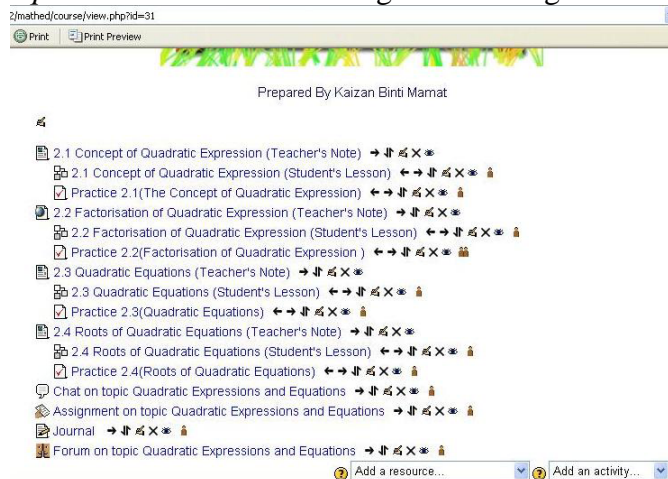 2/mathed/course/view.php?id=31
Print Print Preview
Prepared By Kaizan Binti Mamat
2.1 Concept of Quadratic Expression (Teacher's Note)
2.1 Concept of Quadratic Expression (Student's Lesson)
Practice 2.1(The Concept of Quadratic Expression)
2.2 Factorisation of Quadratic Expression (Teacher's Note)
2.2 Factorisation of Quadratic Expression (Student's Lesson)
Practice 2.2(Factorisation of Quadratic Expression )
2.3 Quadratic Equations (Teacher's Note)
2.3 Quadratic Equations (Student's Lesson)
Practice 2.3(Quadratic Equations)
2.4 Roots of Quadratic Equations (Teacher's Note)
2.4 Roots of Quadratic Equations (Student's Lesson)
Practice 2.4(Roots of Quadratic Equations)
Chat on topic Quadratic Expressions and Equations
Assignment on topic Quadratic Expressions and Equations
Journal
Forum on topic Quadratic Expressions and Equations
Add a resource... Add an activity...